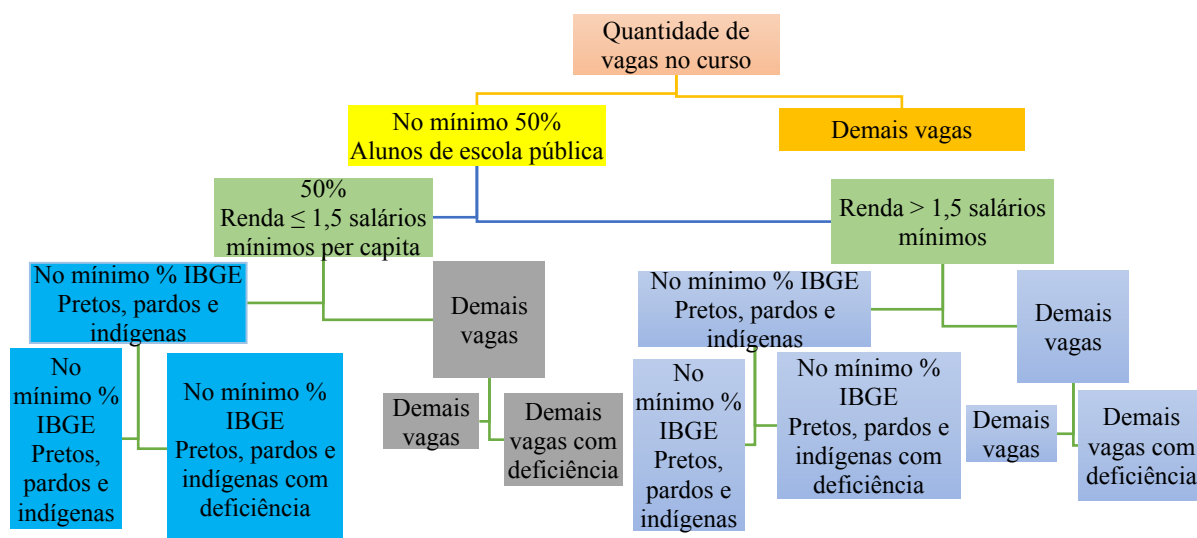 Quantidade de
vagas no curso
No mínimo 50%
Alunos de escola pública
Demais vagas
50%
Renda ≤ 1,5 salários
mínimos per capita
Renda > 1,5 salários
mínimos
No mínimo % IBGE
Pretos, pardos e
indígenas
Demais
vagas
No mínimo % IBGE
Pretos, pardos e
indígenas
Demais
vagas
No
mínimo %
IBGE
Pretos,
pardos e
indígenas
No mínimo %
IBGE
Pretos, pardos e
indígenas com
deficiência
Demais
vagas
Demais
vagas com
deficiência
No
mínimo %
IBGE
Pretos,
pardos e
indígenas
No mínimo %
IBGE
Pretos, pardos e
indígenas com
deficiência
Demais
vagas
Demais
vagas com
deficiência